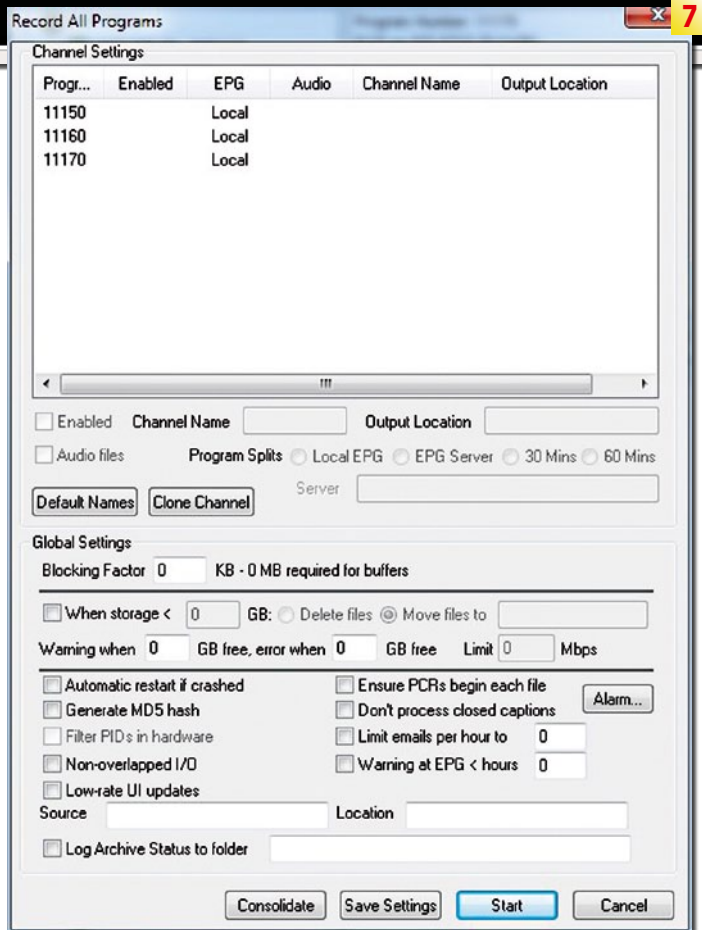 Record All Programs
7
Channel Settings
Progr... Enabled EPG Audio Channel Name Output Location
11150 Local
11160 Local
11170 Local
Enabled Channel Name Output Location
Audio files Program Splits Local EPG EPG Server 30 Mins 60 Mins
Default Names Clone Channel Server
Global Settings
Blocking Factor 0 KB - 0 MB required for buffers
When storage < 0 GB: Delete files Move files to
Warning when 0 GB free, error when 0 GB free Limit 0 Mbps
Automatic restart if crashed Ensure PCRs begin each file
Generate MD5 hash Don't process closed captions Alarm...
Filter PIDs in hardware Limit emails per hour to 0
Non-overlapped I/O Warning at EPG < hours 0
Low-rate UI updates
Source Location
Log Archive Status to folder
Consolidate Save Settings Start Cancel